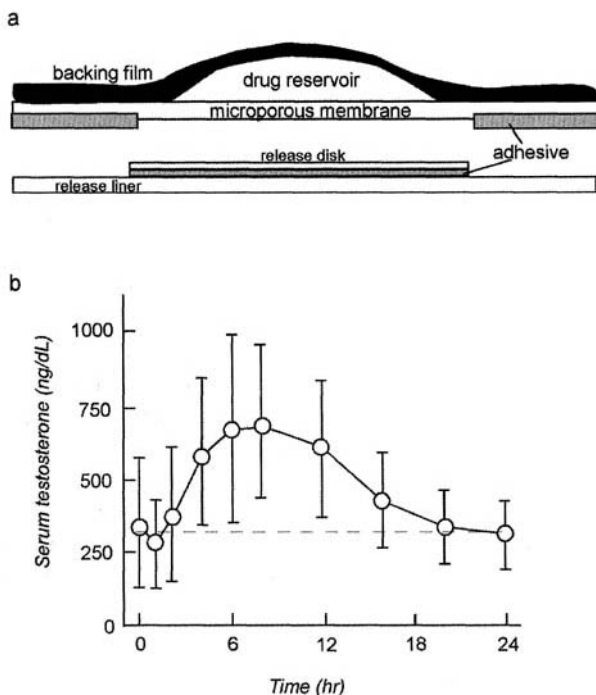 a
backing film
drug reservoir
microporous membrane
adhesive
release disk
release liner
b
Serum testosterone (ng/dL)
1000
750
500
250
0
0 6 12 18 24
Time (hr)